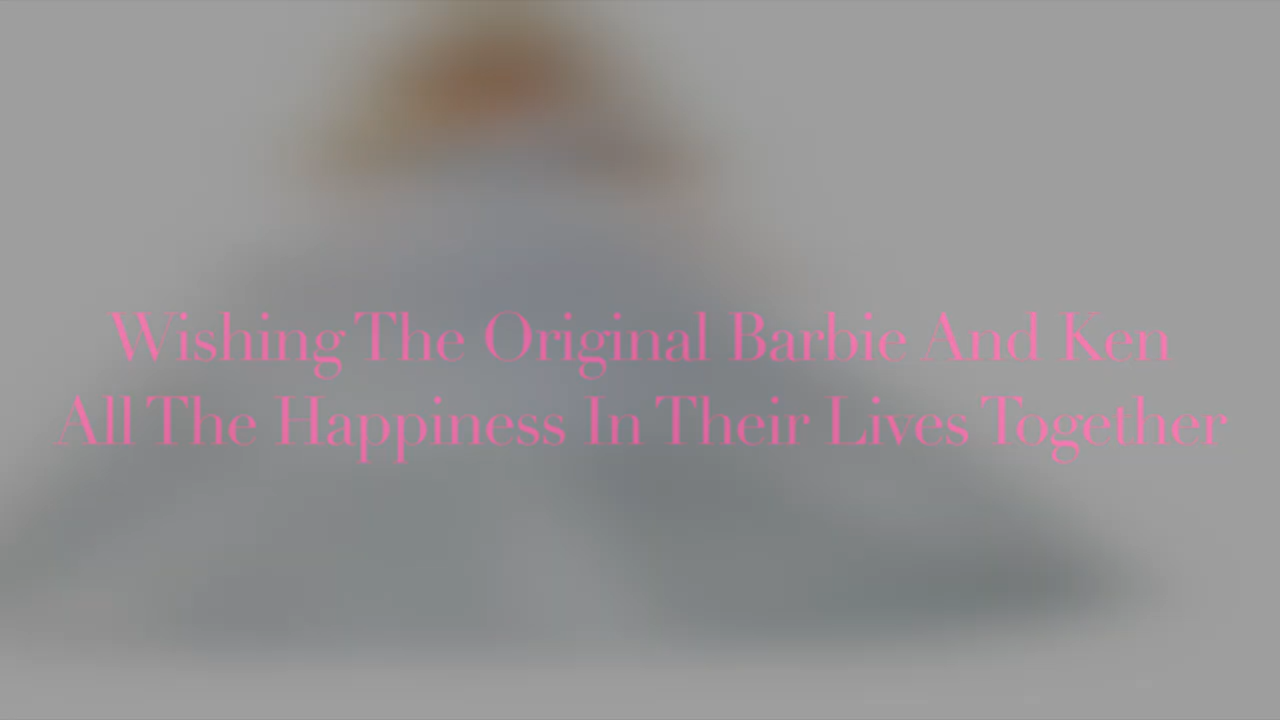 Wishing The Original Barbie And Ken
All The Happiness In Their Lives Together